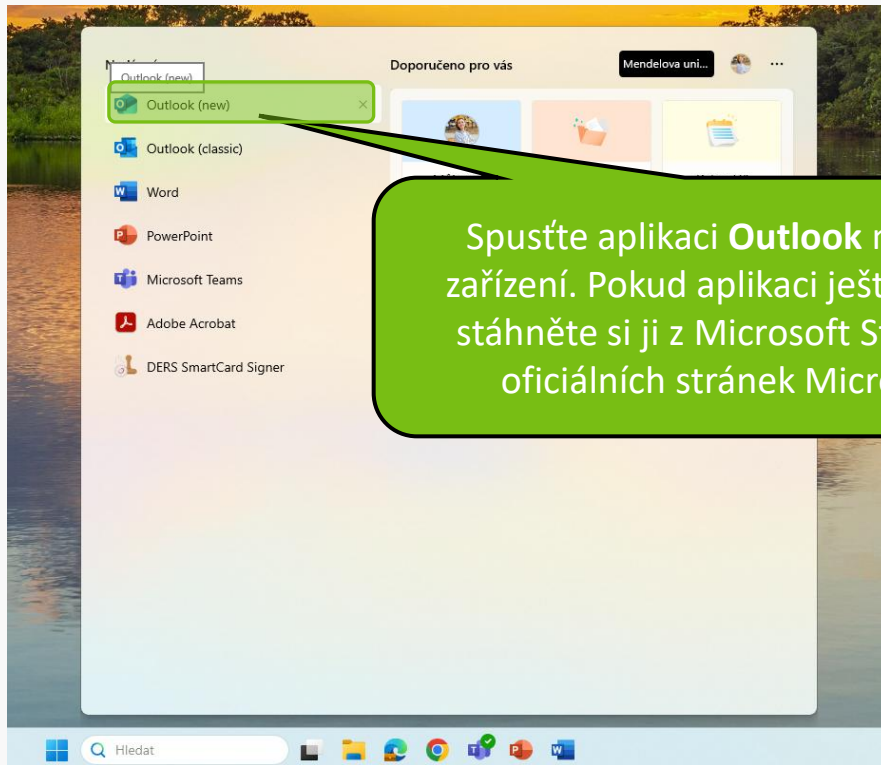 Doporučeno pro vás
Mendelova uni...
...
Outlook (new)
Outlook (new)
Outlook (classic)
Word
PowerPoint
Microsoft Teams
Adobe Acrobat
DERS SmartCard Signer
Spusťte aplikaci Outlook
zařízení. Pokud aplikaci ješt
stáhněte si ji z Microsoft S
oficiálních stránek Micr
Hledat